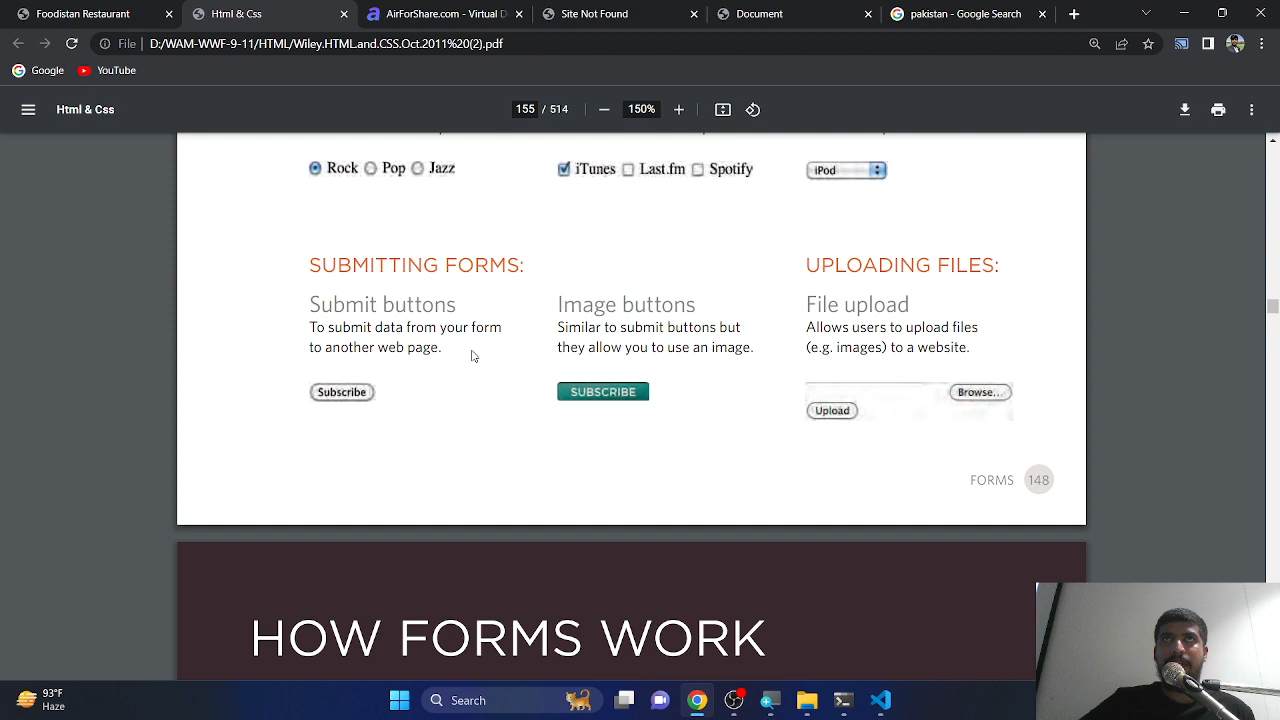 Foodistan Restaurant
Html & Css
AirForShare.com - Virtual D
Site Not Found
Document
pakistan - Google Search
File
D:/WAM-WWF-9-11/HTML/Wiley.HTMLand.CSS.Oct.2011%20(2).pdf
Google
YouTube
Html & Css
155 / 514
150%
Rock Pop Jazz
iTunes Last.fm Spotify
iPod
SUBMITTING FORMS:
UPLOADING FILES:
Submit buttons
To submit data from your form
to another web page.
Subscribe
Image buttons
Similar to submit buttons but
they allow you to use an image.
SUBSCRIBE
File upload
Allows users to upload files
(e.g. images) to a website.
Browse...
Upload
FORMS 148
HOW FORMS WORK
93°F
Haze
Search